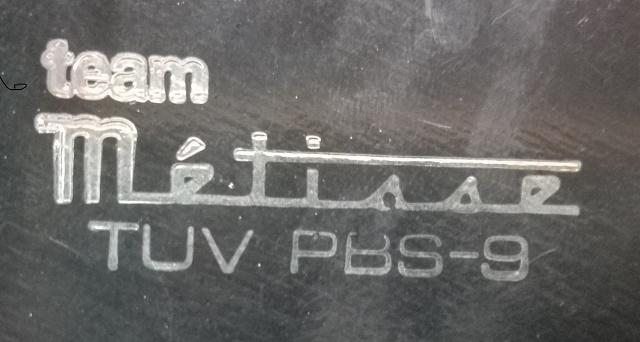 team
Métisse
TUV PBS-9